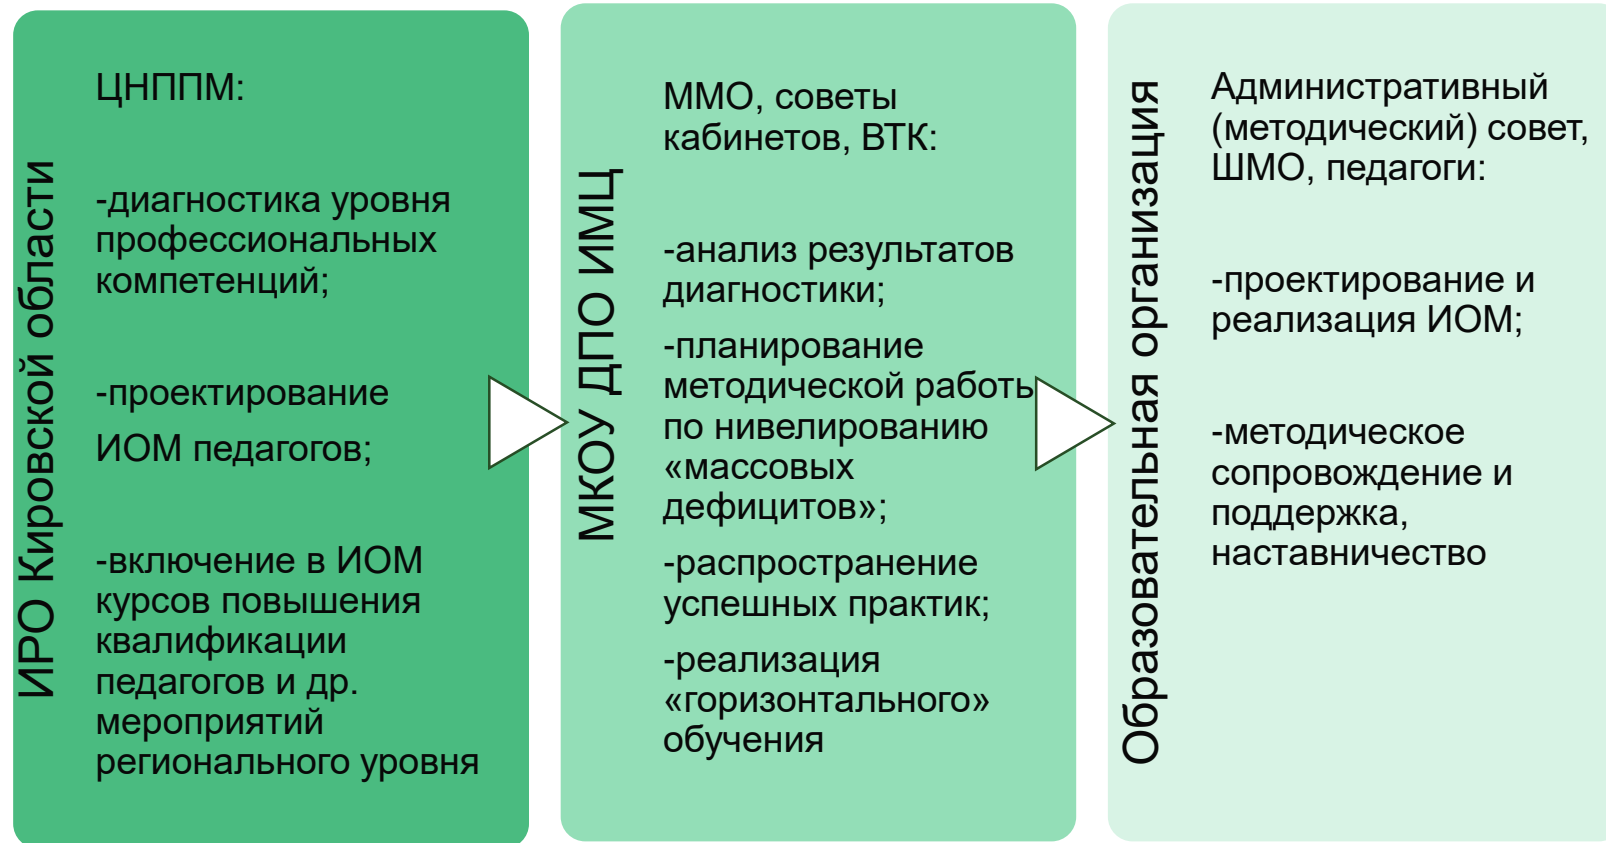 ИРО Кировской области
ЦНППМ:
-диагностика уровня
профессиональных
компетенций;
-проектирование
ИОМ педагогов;
-включение в ИОМ
курсов повышения
квалификации
педагогов и др.
мероприятий
регионального уровня
МКОУ ДПО ИМЦ
ММО, советы
кабинетов, ВТК:
-анализ результатов
диагностики;
-планирование
методической работы
по нивелированию
«массовых
дефицитов»;
-распространение
успешных практик;
-реализация
«горизонтального»
обучения
Образовательная организация
Административный
(методический) совет,
ШМО, педагоги:
-проектирование и
реализация ИОМ;
-методическое
сопровождение и
поддержка,
наставничество